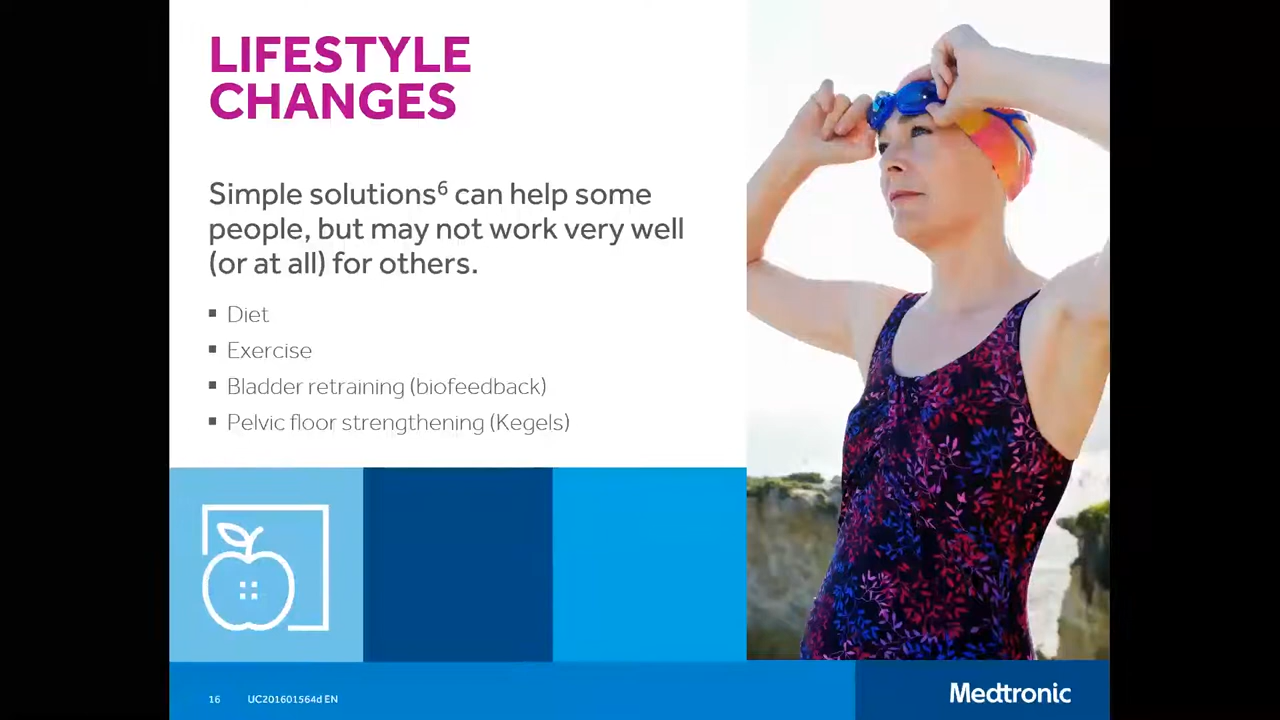 LIFESTYLE
CHANGES
Simple solutions⁶ can help some
people, but may not work very well
(or at all) for others.
▪ Diet
▪ Exercise
▪ Bladder retraining (biofeedback)
▪ Pelvic floor strengthening (Kegels)
16 UC201601564d EN
Medtronic